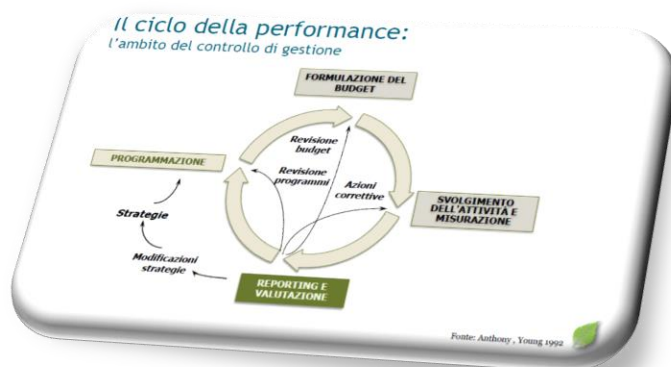 Il ciclo della performance:
l'ambito del controllo di gestione
FORMULAZIONE DEL
BUDGET
Revisione
budget
PROGRAMMAZIONE
Revisione
programmi
Azioni
correttive
SVOLGIMENTO
DELL'ATTIVITÀ E
MISURAZIONE
Strategie
Modificazioni
strategie
REPORTING E
VALUTAZIONE
Fonte: Anthony , Young 1992